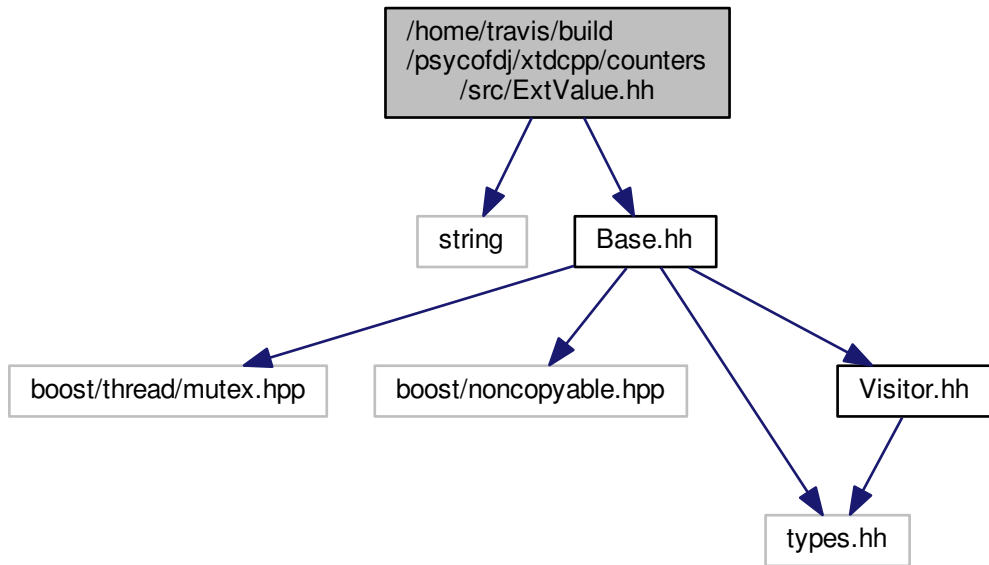 /home/travis/build
/psycofdj/xtdcpp/counters
/src/ExtValue.hh
string
Base.hh
boost/thread/mutex.hpp
boost/noncopyable.hpp
Visitor.hh
types.hh